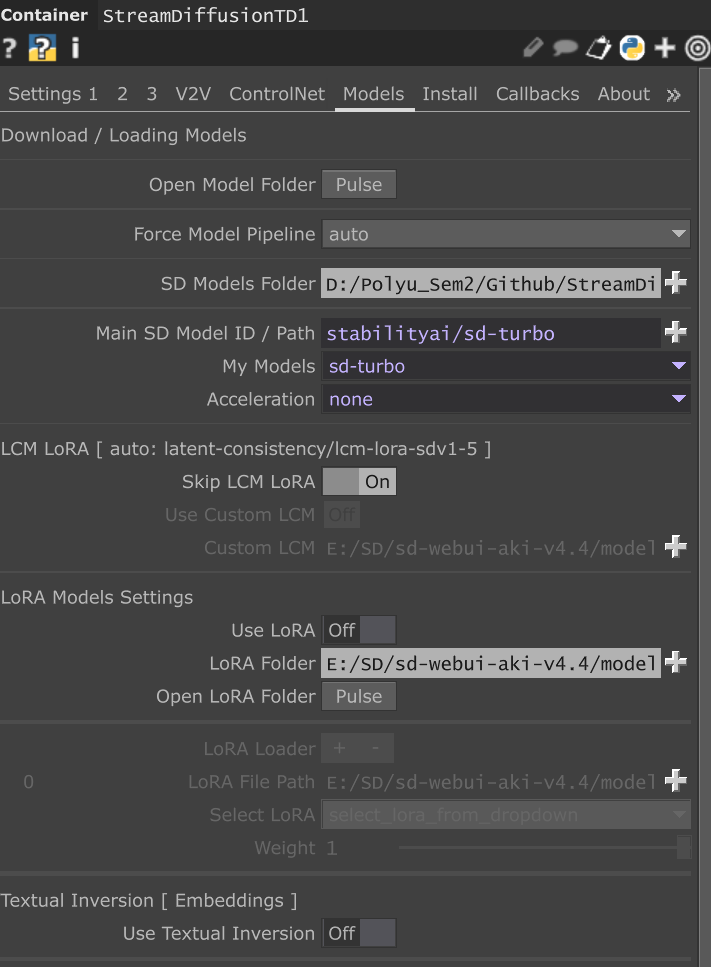 Container StreamDiffusionTD1
? ? i
Settings 1 2 3 V2V ControlNet Models Install Callbacks About »
Download / Loading Models
Open Model Folder Pulse
Force Model Pipeline auto
SD Models Folder D:/Polyu_Sem2/Github/StreamDi
Main SD Model ID / Path stabilityai/sd-turbo
My Models sd-turbo
Acceleration none
LCM LoRA [ auto: latent-consistency/lcm-lora-sdv1-5 ]
Skip LCM LoRA On
Use Custom LCM Off
Custom LCM E:/SD/sd-webui-aki-v4.4/model
LoRA Models Settings
Use LoRA Off
LoRA Folder E:/SD/sd-webui-aki-v4.4/model
Open LoRA Folder Pulse
LoRA Loader + -
0 LoRA File Path E:/SD/sd-webui-aki-v4.4/model
Select LoRA select_lora_from_dropdown
Weight 1
Textual Inversion [ Embeddings ]
Use Textual Inversion Off